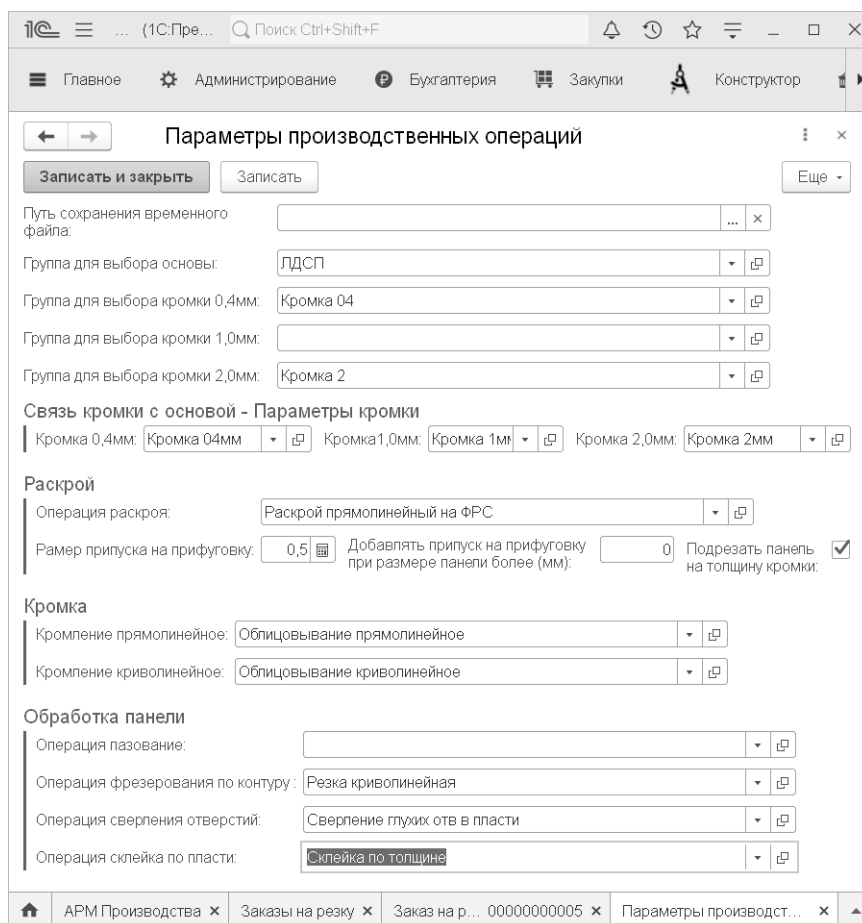 1С ... (1С:Пре... Поиск Ctrl+Shift+F
Главное Администрирование Бухгалтерия Закупки Конструктор
Параметры производственных операций
Записать и закрыть Записать Еще
Путь сохранения временного
файла: ...
Группа для выбора основы: ЛДСП
Группа для выбора кромки 0,4мм: Кромка 04
Группа для выбора кромки 1,0мм:
Группа для выбора кромки 2,0мм: Кромка 2
Связь кромки с основой - Параметры кромки
Кромка 0,4мм: Кромка 04мм Кромка1,0мм: Кромка 1мм Кромка 2,0мм: Кромка 2мм
Раскрой
Операция раскроя: Раскрой прямолинейный на ФРС
Рамер припуска на прифуговку: 0,5 Добавлять припуск на прифуговку
при размере панели более (мм): 0 Подрезать панель
на толщину кромки:
Кромка
Кромление прямолинейное: Облицовывание прямолинейное
Кромление криволинейное: Облицовывание криволинейное
Обработка панели
Операция пазование:
Операция фрезерования по контуру : Резка криволинейная
Операция сверления отверстий: Сверление глухих отв в пласти
Операция склейка по пласти: Склейка по толщине
АРМ Производства Заказы на резку Заказ на р... 00000000005 Параметры производст...